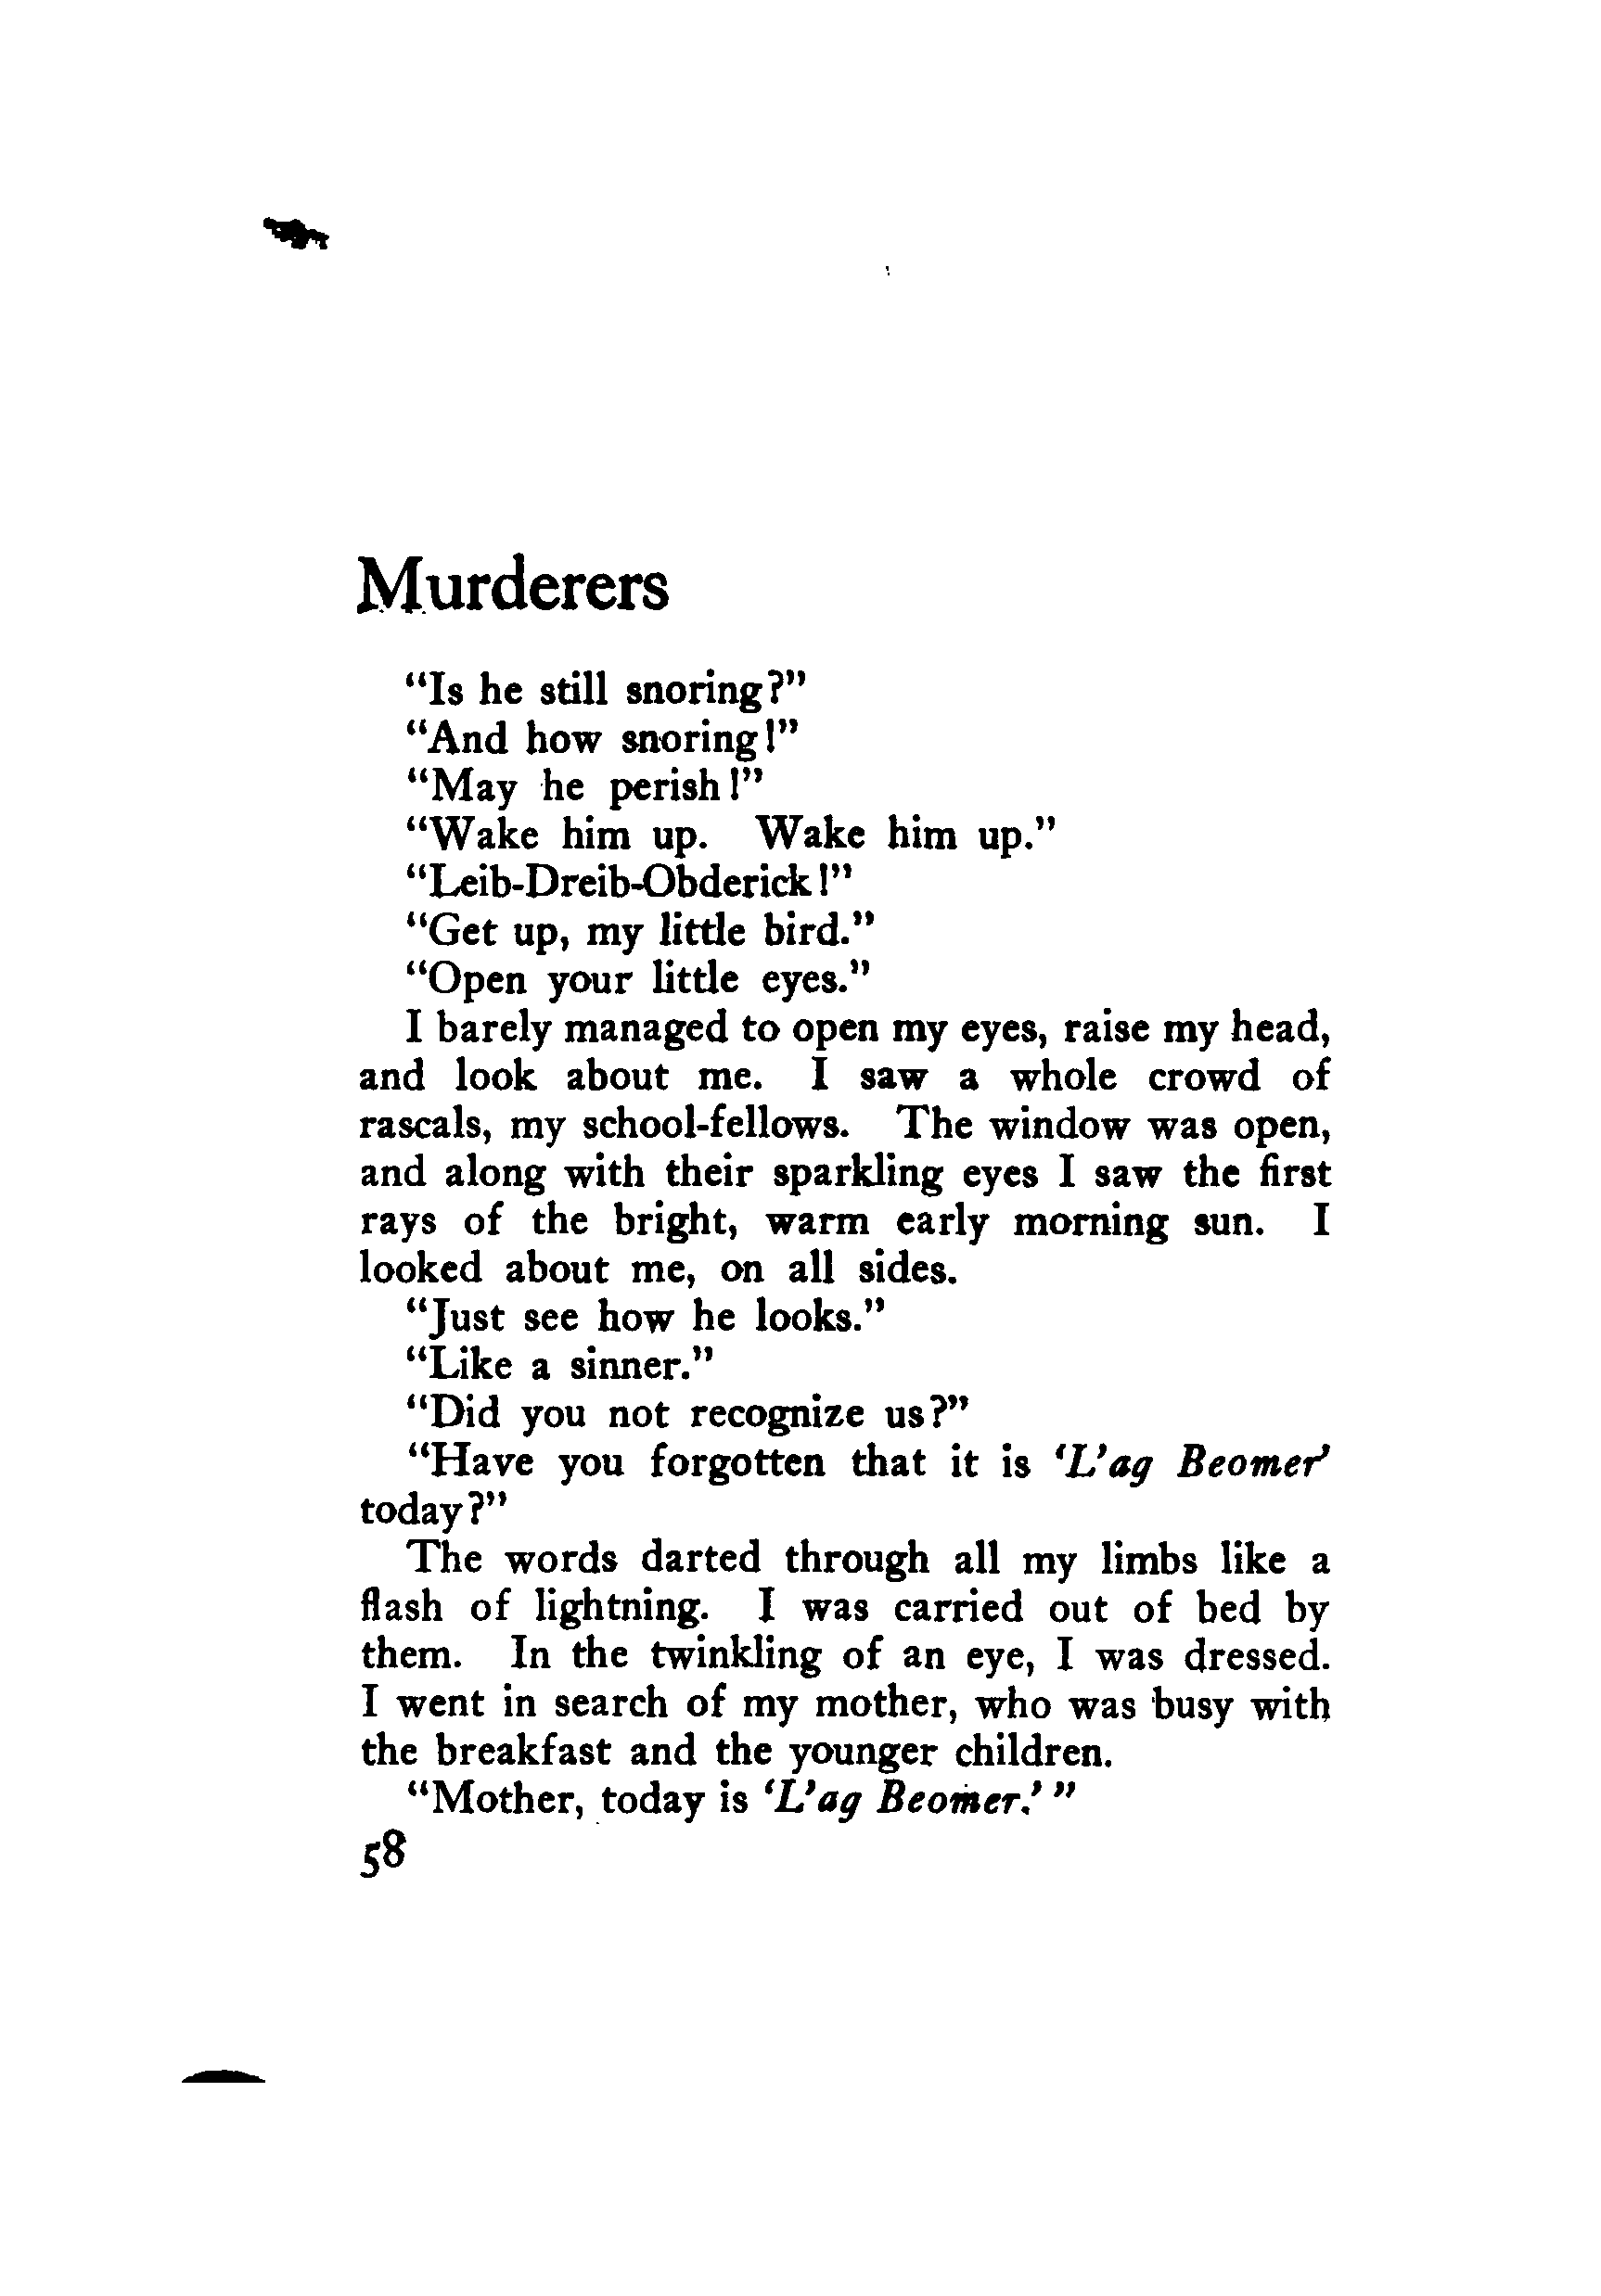 Murderers
“Is he still snoring?”
“And how snoring!”
“May he perish!”
“Wake him up. Wake him up.”
“Leib-Dreib-Obderick!”
“Get up, my little bird.”
“Open your little eyes.”
I barely managed to open my eyes, raise my head,
and look about me. I saw a whole crowd of
rascals, my school-fellows. The window was open,
and along with their sparkling eyes I saw the first
rays of the bright, warm early morning sun. I
looked about me, on all sides.
“Just see how he looks.”
“Like a sinner.”
“Did you not recognize us?”
“Have you forgotten that it is ‘L’ag Beomer’
today?”
The words darted through all my limbs like a
flash of lightning. I was carried out of bed by
them. In the twinkling of an eye, I was dressed.
I went in search of my mother, who was busy with
the breakfast and the younger children.
“Mother, today is ‘L’ag Beomer.’ ”
58